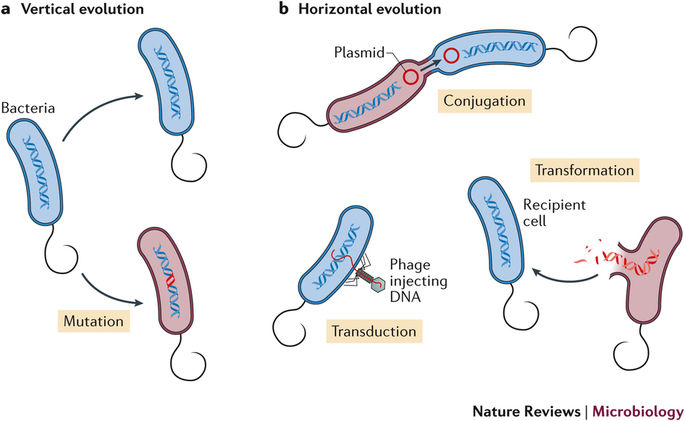 a Vertical evolution
Bacteria
Mutation
b Horizontal evolution
Plasmid
Conjugation
Transformation
Recipient
cell
Phage
injecting
DNA
Transduction
Nature Reviews | Microbiology